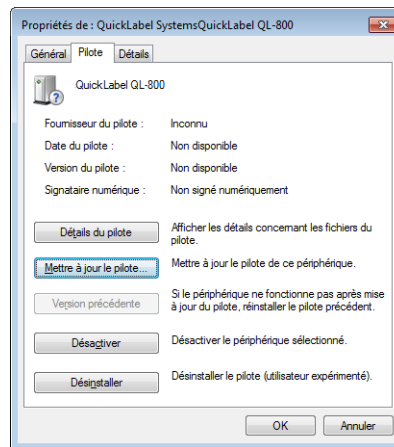 Propriétés de : QuickLabel SystemsQuickLabel QL-800
Général Pilote Détails
QuickLabel QL-800
Fournisseur du pilote : Inconnu
Date du pilote : Non disponible
Version du pilote : Non disponible
Signataire numérique : Non signé numériquement
Détails du pilote
Afficher les détails concernant les fichiers du
pilote.
Mettre à jour le pilote...
Mettre à jour le pilote de ce périphérique.
Version précédente
Si le périphérique ne fonctionne pas après mise
à jour du pilote, réinstaller le pilote précédent.
Désactiver
Désactiver le périphérique sélectionné.
Désinstaller
Désinstaller le pilote (utilisateur expérimenté).
OK Annuler